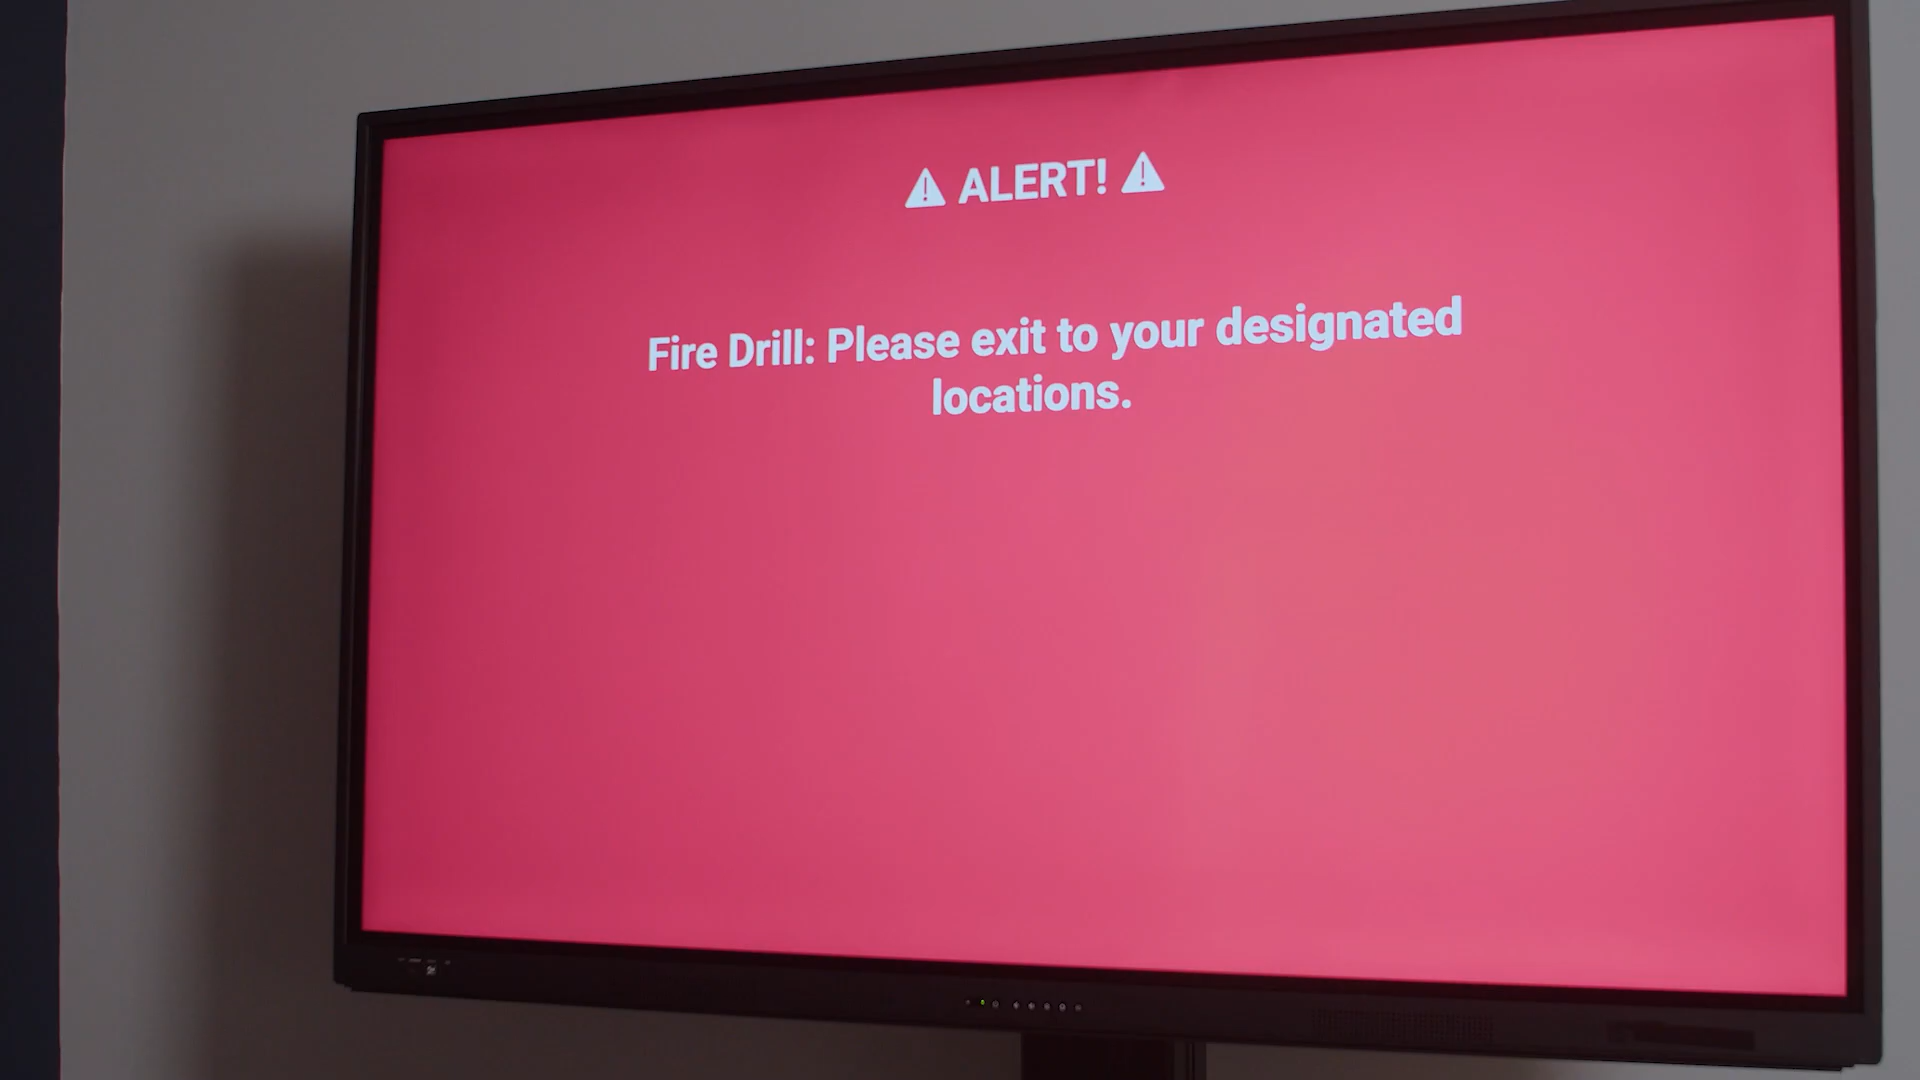 ⚠ ALERT! ⚠
Fire Drill: Please exit to your designated
locations.